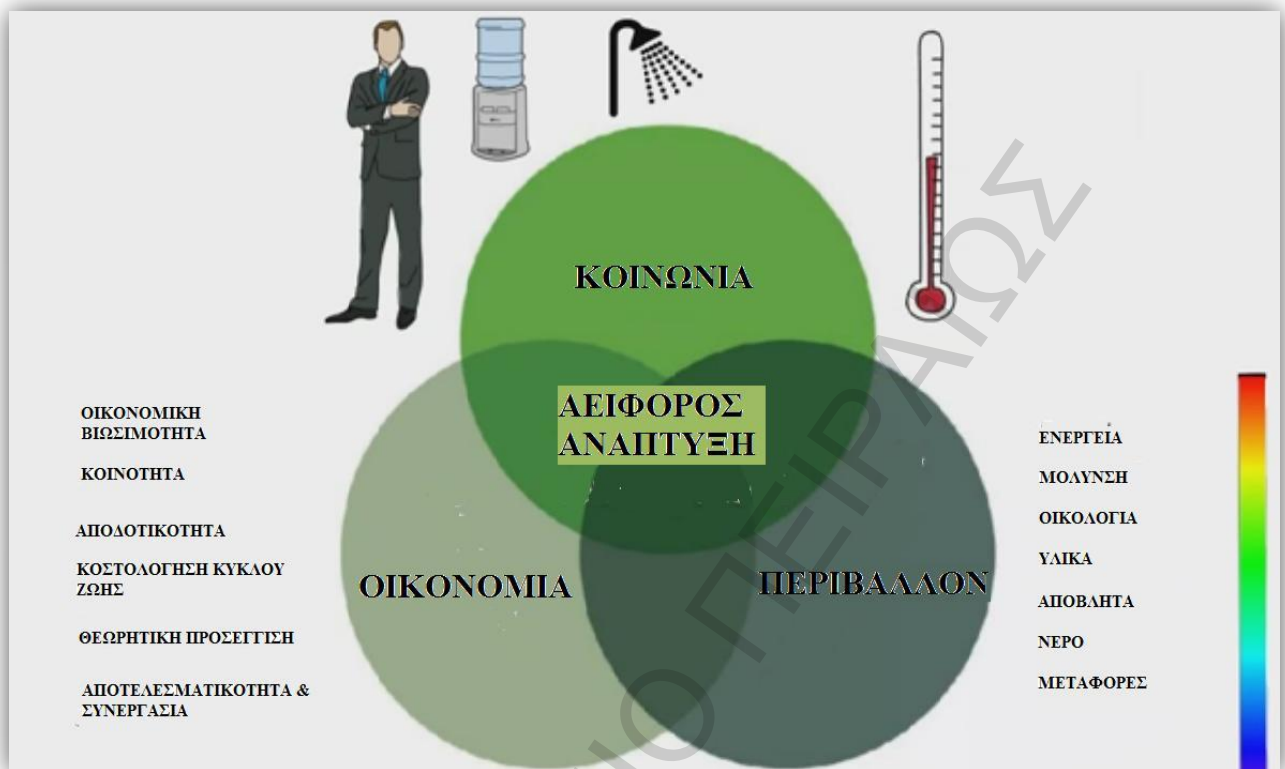 ΚΟΙΝΩΝΙΑ
ΑΕΙΦΟΡΟΣ
ΑΝΑΠΤΥΞΗ
ΟΙΚΟΝΟΜΙΑ
ΠΕΡΙΒΑΛΛΟΝ
ΟΙΚΟΝΟΜΙΚΗ
ΒΙΩΣΙΜΟΤΗΤΑ
ΚΟΙΝΟΤΗΤΑ
ΑΠΟΔΟΤΙΚΟΤΗΤΑ
ΚΟΣΤΟΛΟΓΗΣΗ ΚΥΚΛΟΥ
ΖΩΗΣ
ΘΕΩΡΗΤΙΚΗ ΠΡΟΣΕΓΓΙΣΗ
ΑΠΟΤΕΛΕΣΜΑΤΙΚΟΤΗΤΑ &
ΣΥΝΕΡΓΑΣΙΑ
ΕΝΕΡΓΕΙΑ
ΜΟΛΥΝΣΗ
ΟΙΚΟΛΟΓΙΑ
ΥΛΙΚΑ
ΑΠΟΒΛΗΤΑ
ΝΕΡΟ
ΜΕΤΑΦΟΡΕΣ
ΠΕΙΡΑΙΩΣ